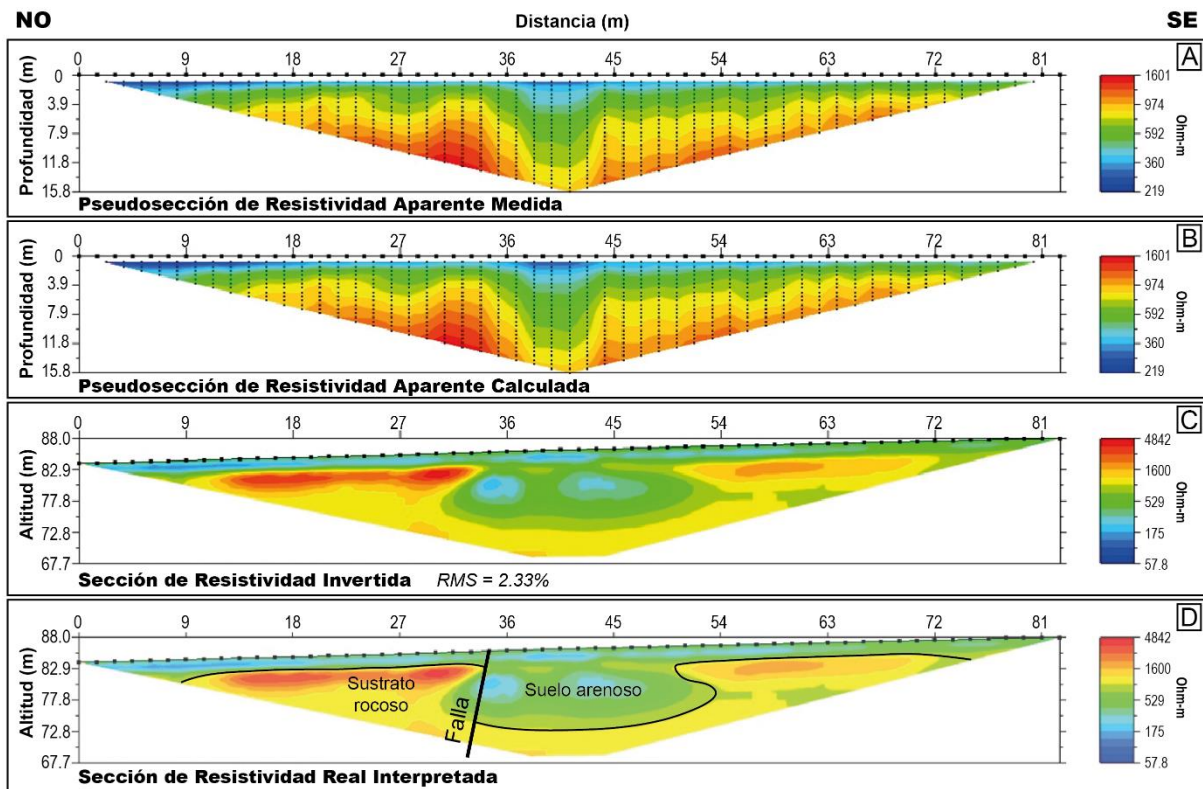 NO Distancia (m) SE
A
0 9 18 27 36 45 54 63 72 81
Profundidad (m)
0
3.9
7.9
11.8
15.8
1601
974
592
360
219
Ohm-m
Pseudosección de Resistividad Aparente Medida
B
0 9 18 27 36 45 54 63 72 81
Profundidad (m)
0
3.9
7.9
11.8
15.8
1601
974
592
360
219
Ohm-m
Pseudosección de Resistividad Aparente Calculada
C
0 9 18 27 36 45 54 63 72 81
Altitud (m)
88.0
82.9
77.8
72.8
67.7
4842
1600
529
175
57.8
Ohm-m
Sección de Resistividad Invertida RMS = 2.33%
D
0 9 18 27 36 45 54 63 72 81
Altitud (m)
88.0
82.9
77.8
72.8
67.7
Sustrato
rocoso
Falla
Suelo arenoso
4842
1600
529
175
57.8
Ohm-m
Sección de Resistividad Real Interpretada